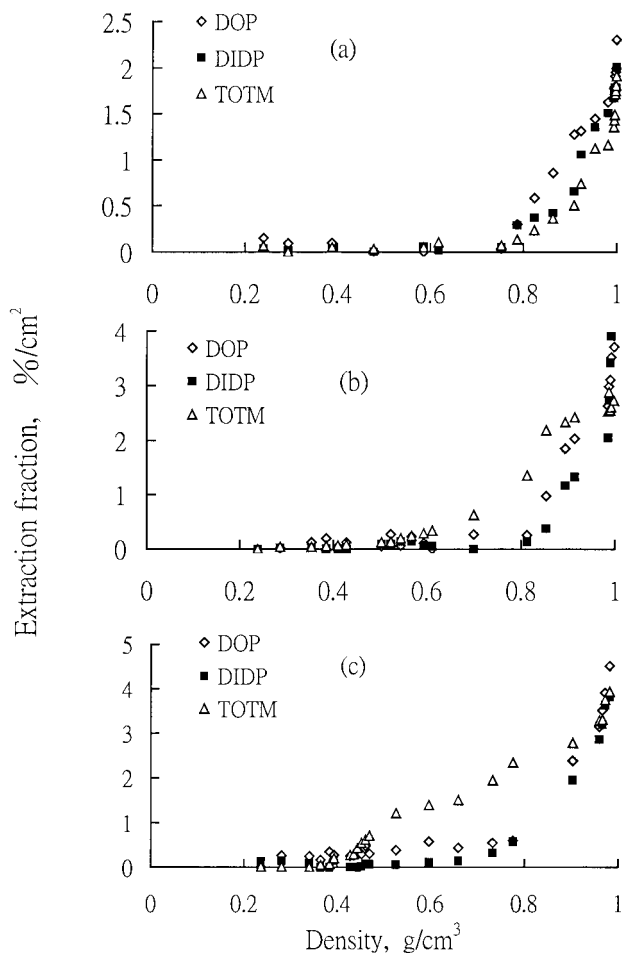 2.5
2
1.5
1
0.5
0
DOP
DIDP
TOTM
(a)
0 0.2 0.4 0.6 0.8 1
4
3
2
1
0
DOP
DIDP
TOTM
(b)
0 0.2 0.4 0.6 0.8 1
5
4
3
2
1
0
DOP
DIDP
TOTM
(c)
0 0.2 0.4 0.6 0.8 1
Density, g/cm³
Extraction fraction, %/cm²